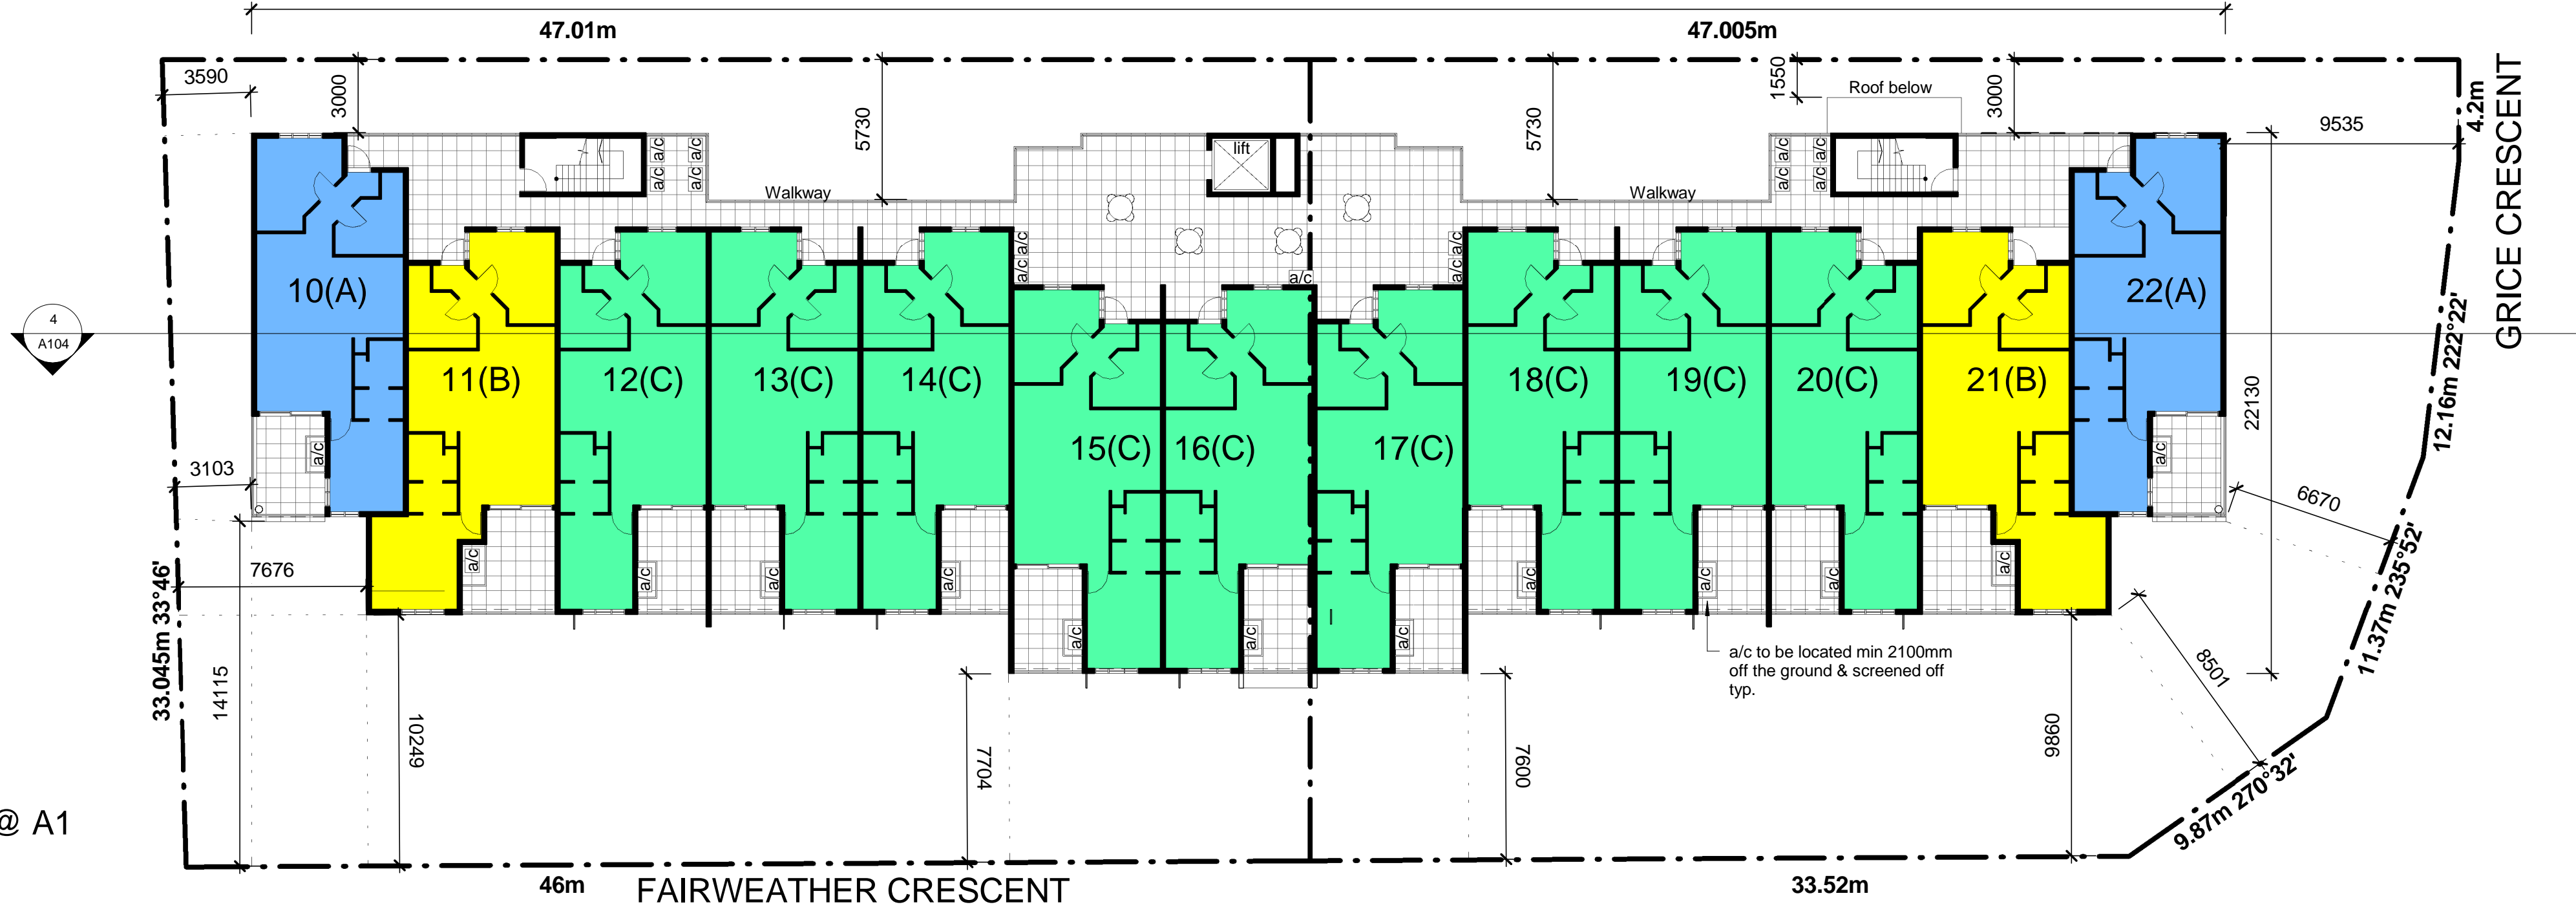 47.01m
47.005m
3590
3000
5730
5730
1550
Roof below
3000
9535
4.2m
GRICE CRESCENT
a/c
a/c
a/c
a/c
lift
a/c
a/c
a/c
a/c
Walkway
Walkway
a/c
a/c
a/c
a/c
a/c
10(A)
22(A)
4
A104
11(B)
12(C)
13(C)
14(C)
18(C)
19(C)
20(C)
21(B)
12.16m 222°22'
22130
15(C)
16(C)
17(C)
a/c
a/c
3103
6670
7676
a/c
a/c
a/c
a/c
a/c
a/c
a/c
a/c
11.37m 235°52'
33.045m 33°46'
a/c
a/c
a/c
a/c to be located min 2100mm
off the ground & screened off
typ.
8501
14115
10249
7704
7600
9860
9.87m 270°32'
@ A1
46m
FAIRWEATHER CRESCENT
33.52m